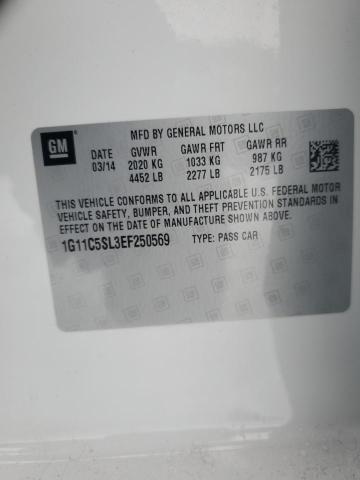 GM
MFD BY GENERAL MOTORS LLC
DATE GVWR GAWR FRT GAWR RR
03/14 2020 KG 1033 KG 987 KG
4452 LB 2277 LB 2175 LB
THIS VEHICLE CONFORMS TO ALL APPLICABLE U.S. FEDERAL MOTOR
VEHICLE SAFETY, BUMPER, AND THEFT PREVENTION STANDARDS
IN EFFECT ON THE DATE OF MANUFACTURE SHOWN ABOVE.
1G11C5SL3EF250569 TYPE: PASS CAR